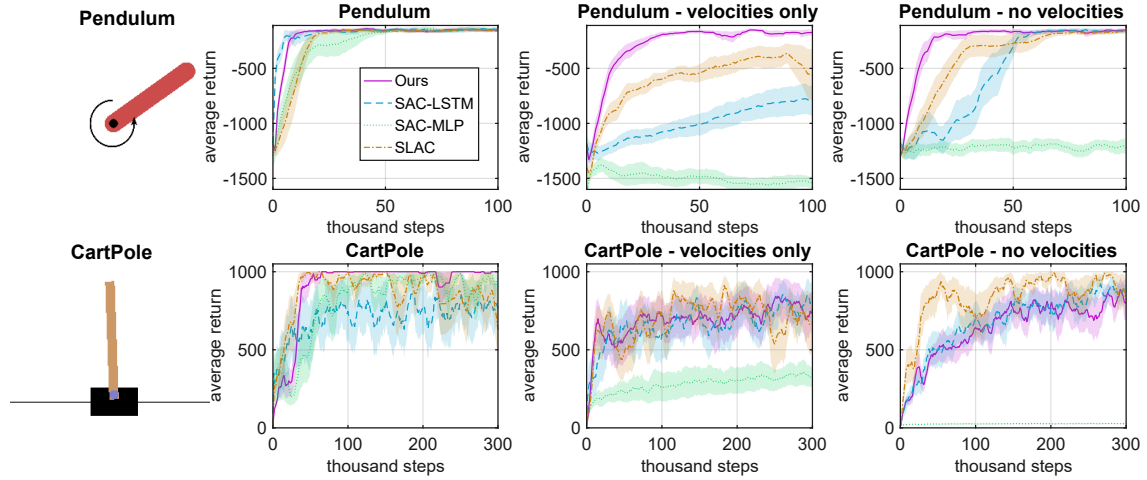 Pendulum
Pendulum
Pendulum - velocities only
Pendulum - no velocities
average return
-500
-1000
-1500
0
50
100
thousand steps
Ours
SAC-LSTM
SAC-MLP
SLAC
average return
-500
-1000
-1500
0
50
100
thousand steps
average return
-500
-1000
-1500
0
50
100
thousand steps
CartPole
CartPole
CartPole - velocities only
CartPole - no velocities
average return
1000
500
0
0
100
200
300
thousand steps
average return
1000
500
0
0
100
200
300
thousand steps
average return
1000
500
0
0
100
200
300
thousand steps